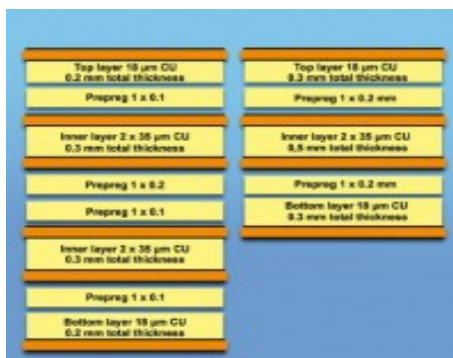 Top layer 18 µm CU
0.2 mm total thickness
Prepreg 1 x 0.1
Inner layer 2 x 35 µm CU
0.3 mm total thickness
Prepreg 1 x 0.2
Prepreg 1 x 0.1
Inner layer 2 x 35 µm CU
0.3 mm total thickness
Prepreg 1 x 0.1
Bottom layer 18 µm CU
0.2 mm total thickness
Top layer 18 µm CU
0.3 mm total thickness
Prepreg 1 x 0.2 mm
Inner layer 2 x 35 µm CU
0,5 mm total thickness
Prepreg 1 x 0.2 mm
Bottom layer 18 µm CU
0.3 mm total thickness